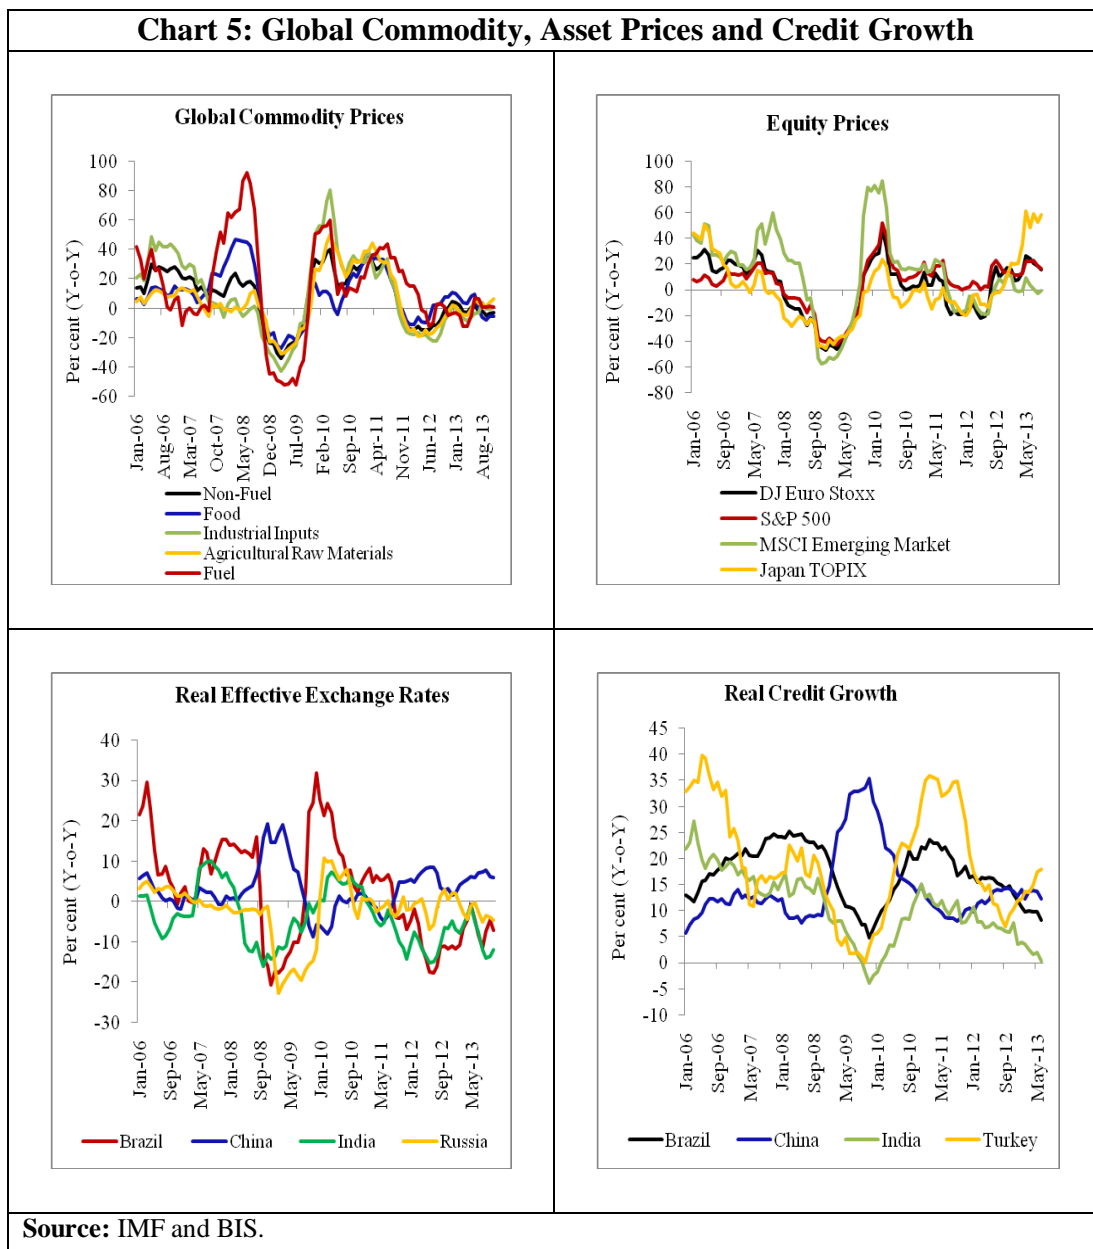 Chart 5: Global Commodity, Asset Prices and Credit Growth
Global Commodity Prices
Per cent (Y-o-Y)
100
80
60
40
20
0
-20
-40
-60
Jan-06
Aug-06
Mar-07
Oct-07
May-08
Dec-08
Jul-09
Feb-10
Sep-10
Apr-11
Nov-11
Jun-12
Jan-13
Aug-13
Non-Fuel
Food
Industrial Inputs
Agricultural Raw Materials
Fuel
Equity Prices
Per cent (Y-o-Y)
100
80
60
40
20
0
-20
-40
-60
-80
Jan-06
Sep-06
May-07
Jan-08
Sep-08
May-09
Jan-10
Sep-10
May-11
Jan-12
Sep-12
May-13
DJ Euro Stoxx
S&P 500
MSCI Emerging Market
Japan TOPIX
Real Effective Exchange Rates
Per cent (Y-o-Y)
40
30
20
10
0
-10
-20
-30
Jan-06
Sep-06
May-07
Jan-08
Sep-08
May-09
Jan-10
Sep-10
May-11
Jan-12
Sep-12
May-13
Brazil China India Russia
Real Credit Growth
Per cent (Y-o-Y)
45
40
35
30
25
20
15
10
5
0
-5
-10
Jan-06
Sep-06
May-07
Jan-08
Sep-08
May-09
Jan-10
Sep-10
May-11
Jan-12
Sep-12
May-13
Brazil China India Turkey
Source: IMF and BIS.